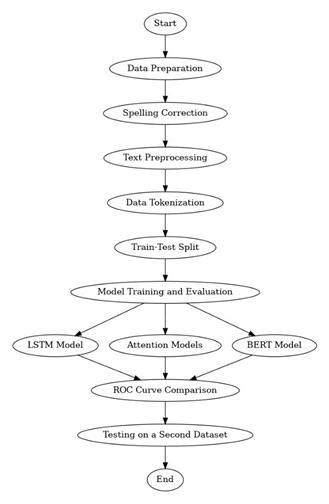 Start
Data Preparation
Spelling Correction
Text Preprocessing
Data Tokenization
Train-Test Split
Model Training and Evaluation
LSTM Model
Attention Models
BERT Model
ROC Curve Comparison
Testing on a Second Dataset
End